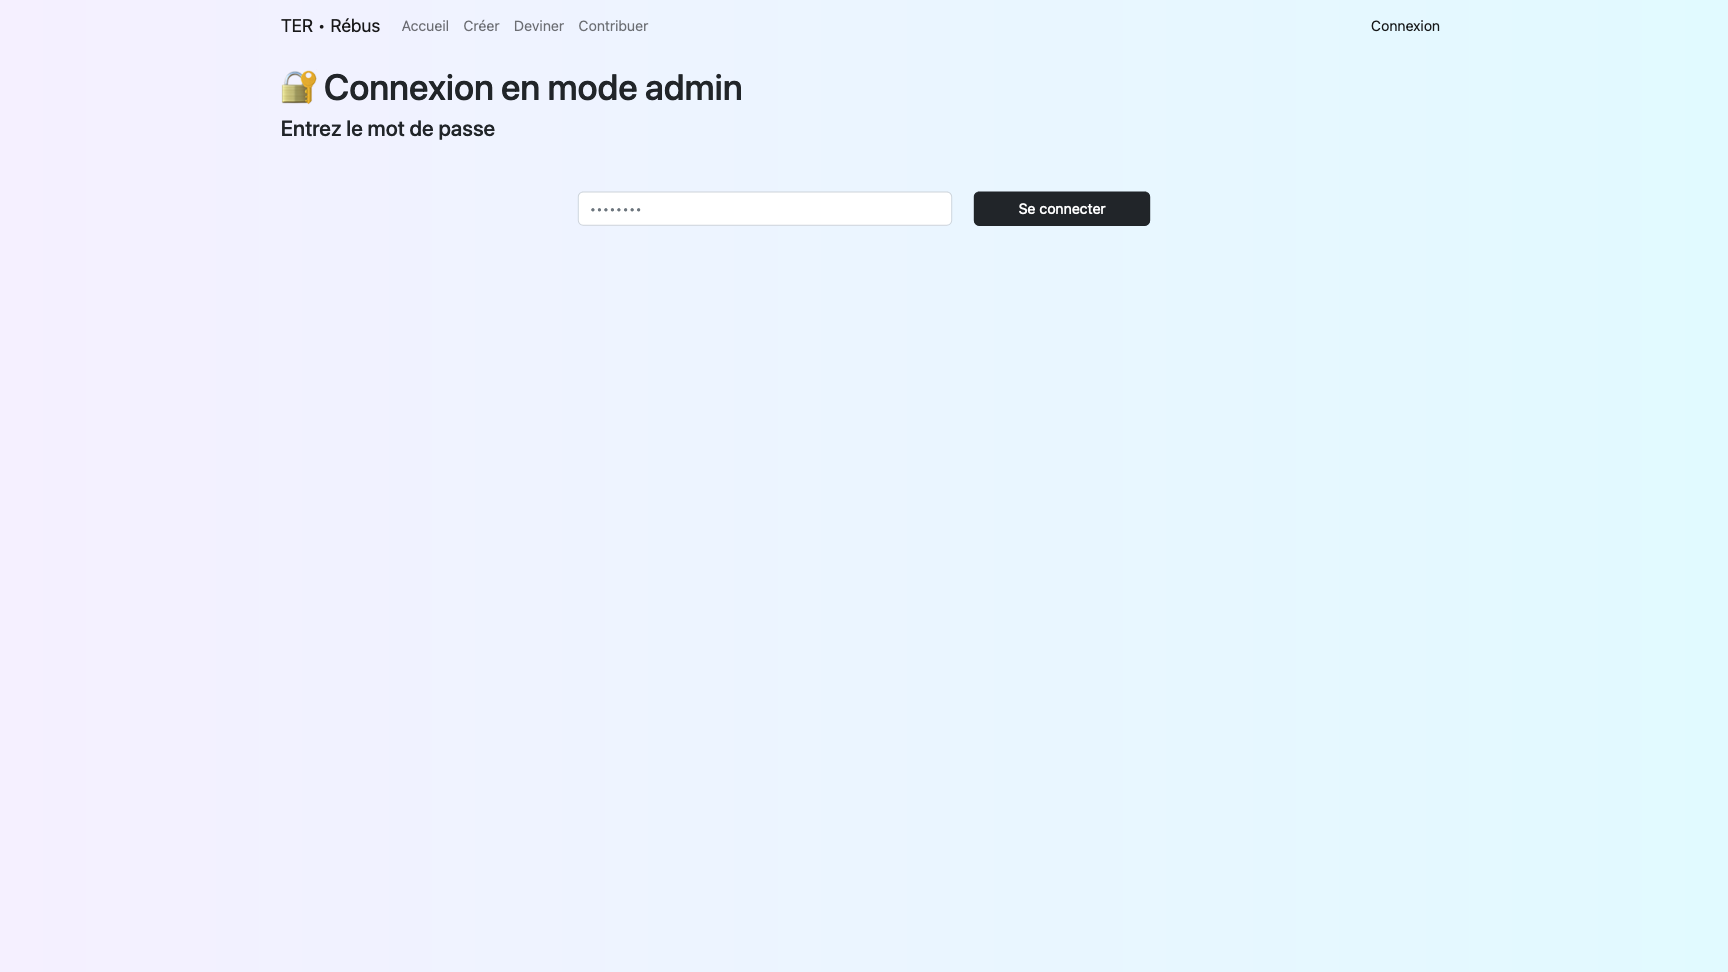 TER • Rébus Accueil Créer Deviner Contribuer Connexion
🔐 Connexion en mode admin
Entrez le mot de passe
•••••••• Se connecter